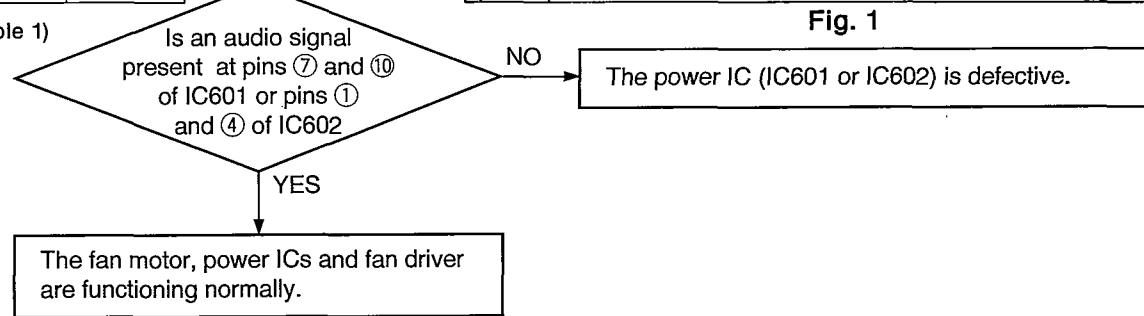 ble 1)
Fig. 1
Is an audio signal
present at pins ⑦ and ⑩
of IC601 or pins ①
and ④ of IC602
NO
The power IC (IC601 or IC602) is defective.
YES
The fan motor, power ICs and fan driver
are functioning normally.